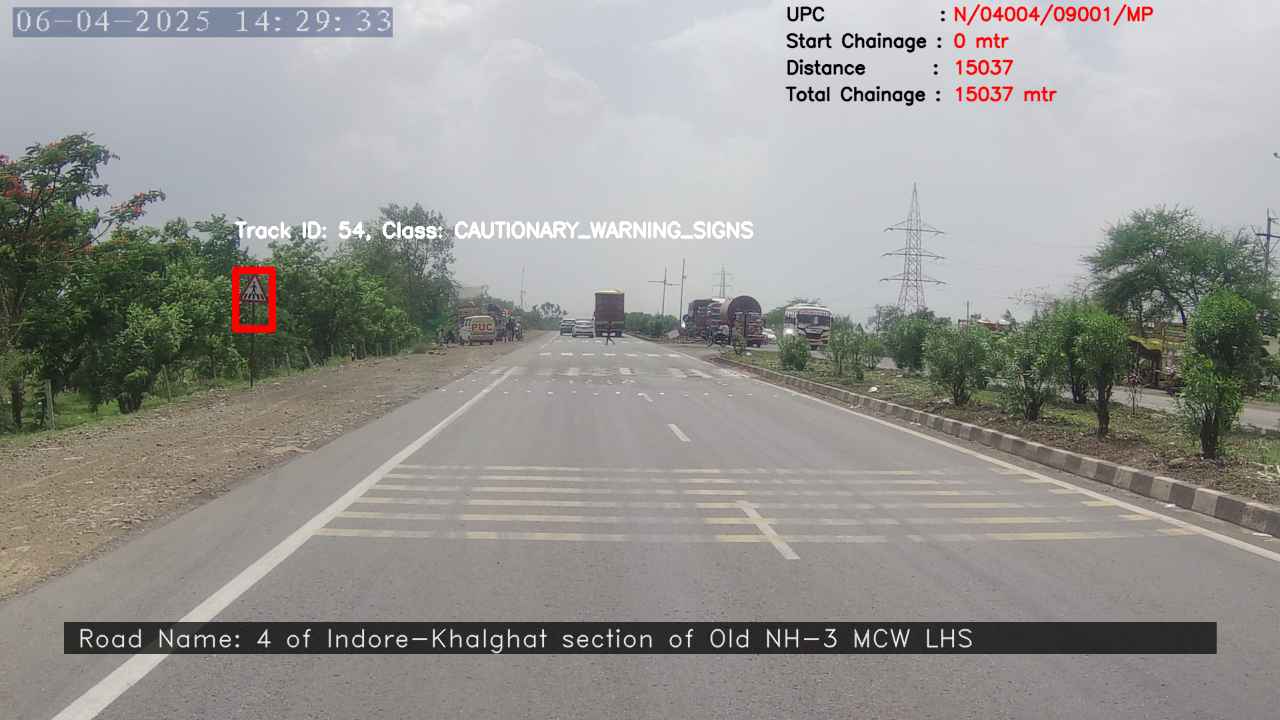 06-04-2025 14:29:33
UPC : N/04004/09001/MP
Start Chainage : 0 mtr
Distance : 15037
Total Chainage : 15037 mtr
Track ID: 54, Class: CAUTIONARY_WARNING_SIGNS
PUC
Road Name: 4 of Indore-Khalghat section of Old NH-3 MCW LHS